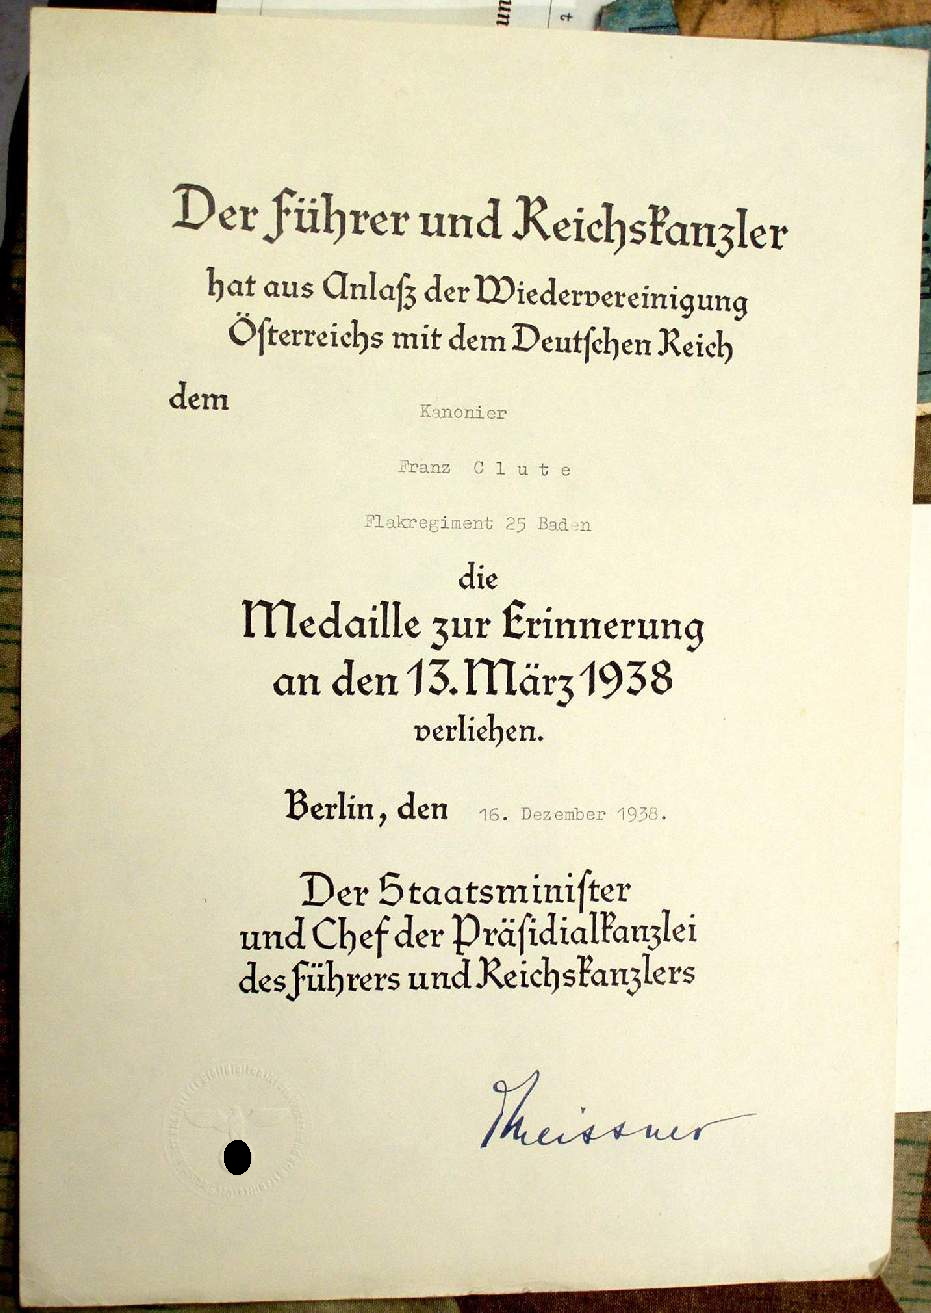 un
Der Führer und Reichskanzler
hat aus Anlaß der Wiedervereinigung
Österreichs mit dem Deutschen Reich
dem
Kanonier
Franz C l u t e
Flakregiment 25 Baden
die
Medaille zur Erinnerung
an den 13. März 1938
verliehen.
Berlin, den 16. Dezember 1938.
Der Staatsminister
und Chef der Präsidialkanzlei
des Führers und Reichskanzlers
Meissner